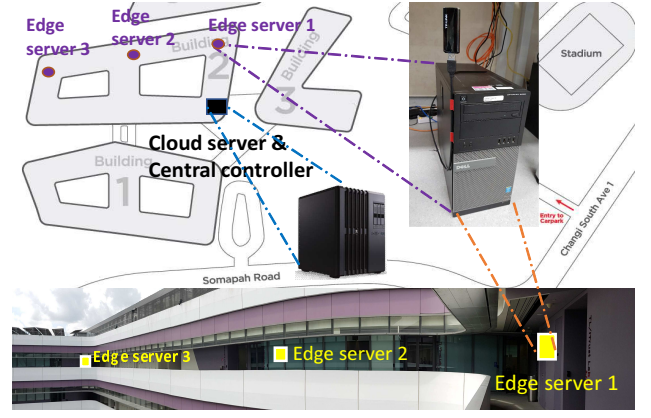 Edge
server 3
Edge
server 2
Edge server 1
Building
2
Building
3
Stadium
Cloud server &
Central controller
Building
1
DELL
Entry to
Carpark
Changi South Ave 1
Somapah Road
Edge server 3
Edge server 2
Edge server 1